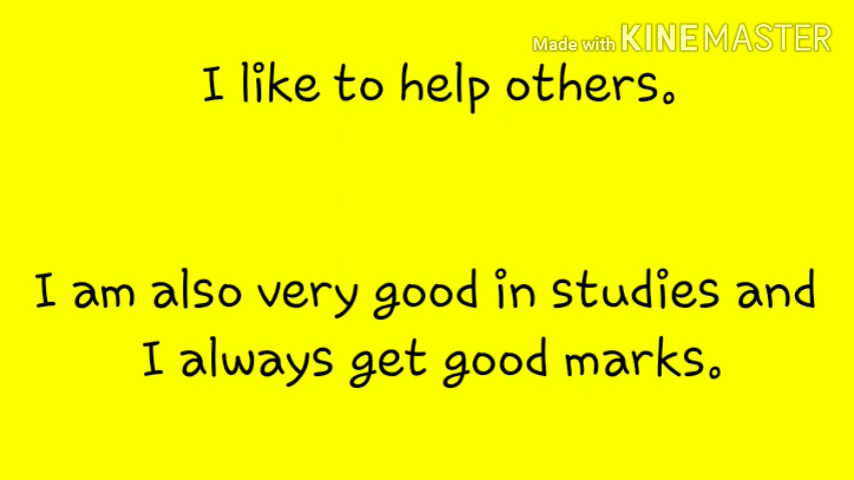 Made with KINEMASTER
I like to help others.
I am also very good in studies and
I always get good marks.